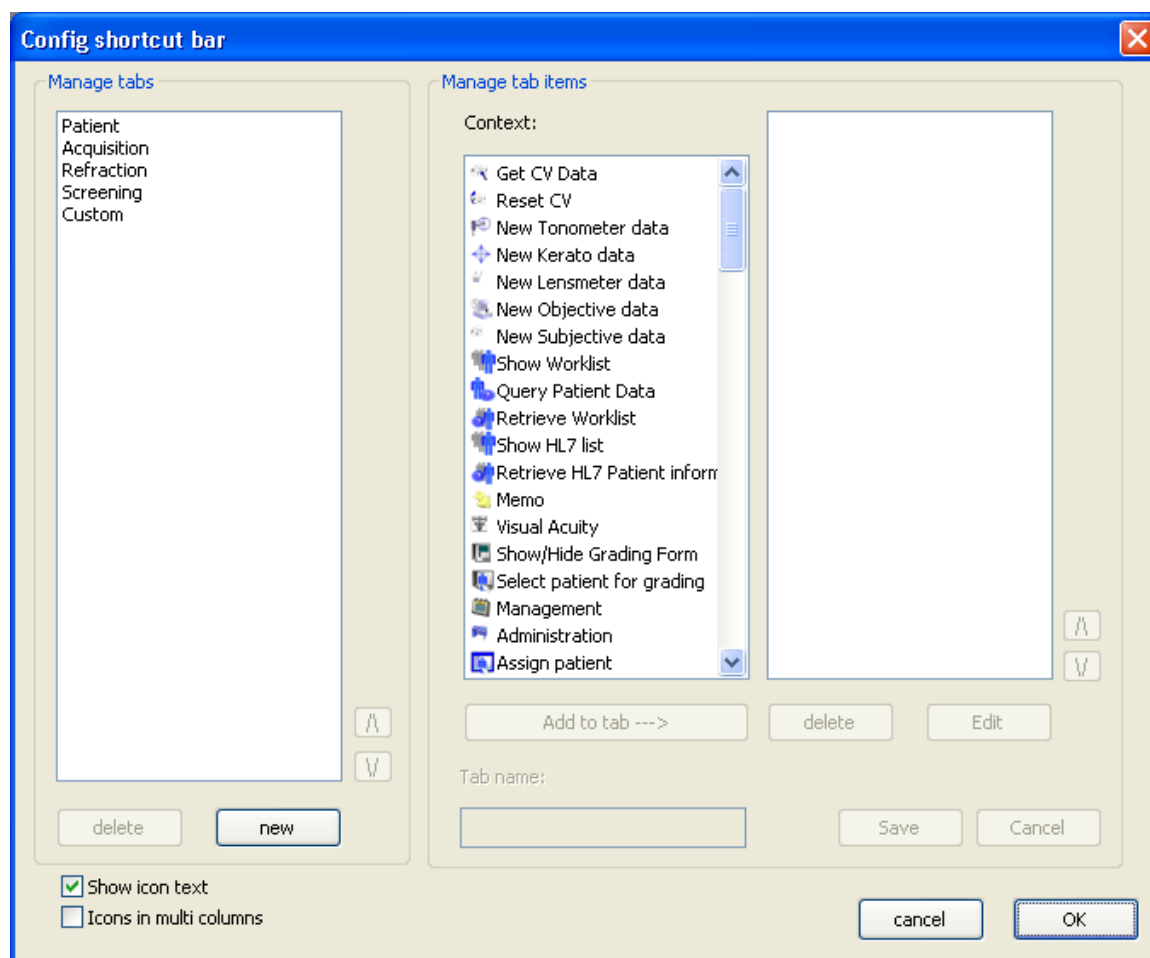 Config shortcut bar
Manage tabs
Patient
Acquisition
Refraction
Screening
Custom
/\
\/
delete
new
Manage tab items
Context:
Get CV Data
Reset CV
New Tonometer data
New Kerato data
New Lensmeter data
New Objective data
New Subjective data
Show Worklist
Query Patient Data
Retrieve Worklist
Show HL7 list
Retrieve HL7 Patient inform
Memo
Visual Acuity
Show/Hide Grading Form
Select patient for grading
Management
Administration
Assign patient
/\
\/
Add to tab --->
delete
Edit
Tab name:
Save
Cancel
Show icon text
Icons in multi columns
cancel
OK